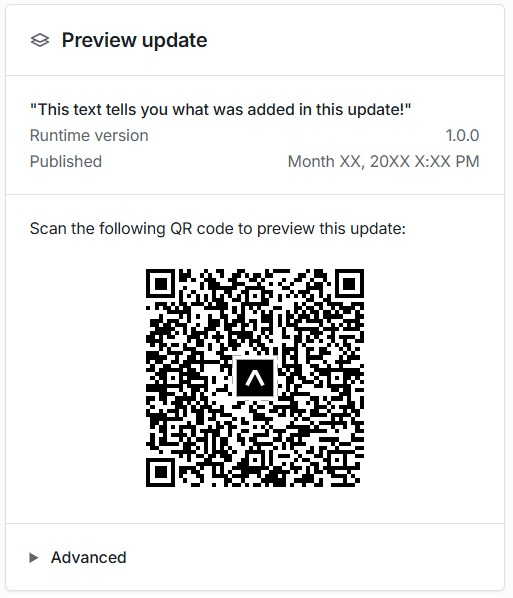 Preview update
"This text tells you what was added in this update!"
Runtime version 1.0.0
Published Month XX, 20XX X:XX PM
Scan the following QR code to preview this update:
Advanced